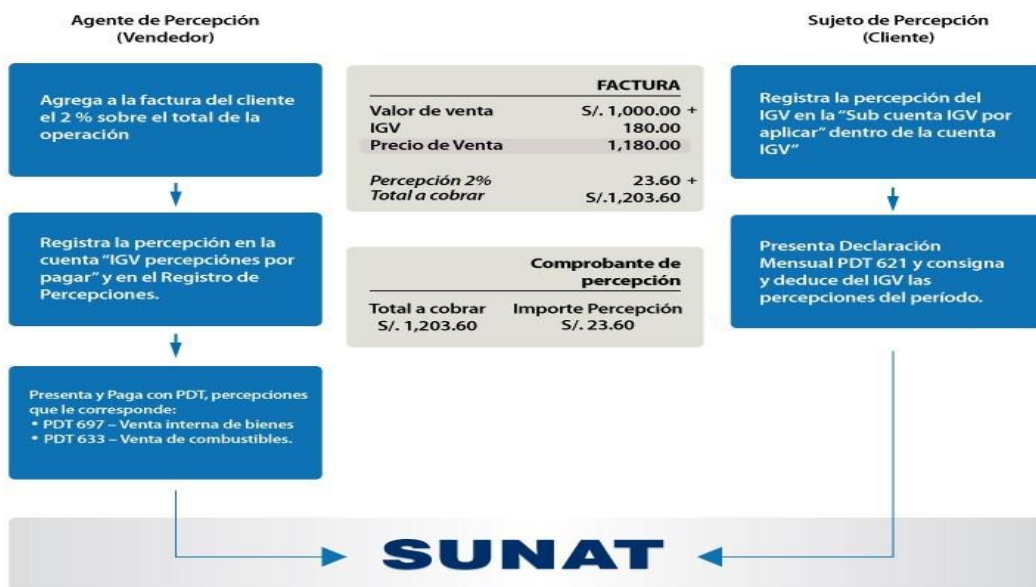 Agente de Percepción
(Vendedor)
Agrega a la factura del cliente
el 2 % sobre el total de la
operación
Registra la percepción en la
cuenta “IGV percepciónes por
pagar” y en el Registro de
Percepciones.
Presenta y Paga con PDT, percepciones
que le corresponde:
• PDT 697 – Venta interna de bienes
• PDT 633 – Venta de combustibles.
FACTURA
Valor de venta S/. 1,000.00 +
IGV 180.00
Precio de Venta 1,180.00
Percepción 2% 23.60 +
Total a cobrar S/.1,203.60
Comprobante de
percepción
Total a cobrar Importe Percepción
S/. 1,203.60 S/. 23.60
Sujeto de Percepción
(Cliente)
Registra la percepción del
IGV en la “Sub cuenta IGV por
aplicar” dentro de la cuenta
IGV”
Presenta Declaración
Mensual PDT 621 y consigna
y deduce del IGV las
percepciones del período.
SUNAT